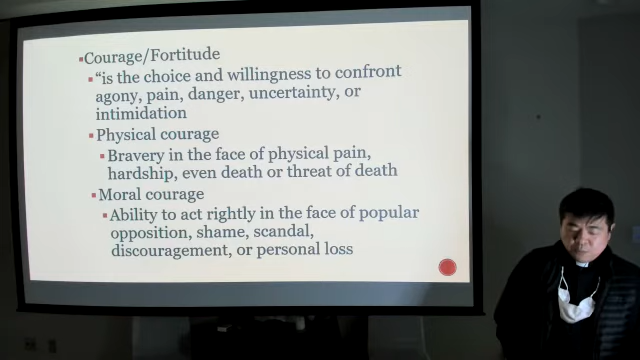 Courage/Fortitude
“is the choice and willingness to confront
agony, pain, danger, uncertainty, or
intimidation
Physical courage
Bravery in the face of physical pain,
hardship, even death or threat of death
Moral courage
Ability to act rightly in the face of popular
opposition, shame, scandal,
discouragement, or personal loss